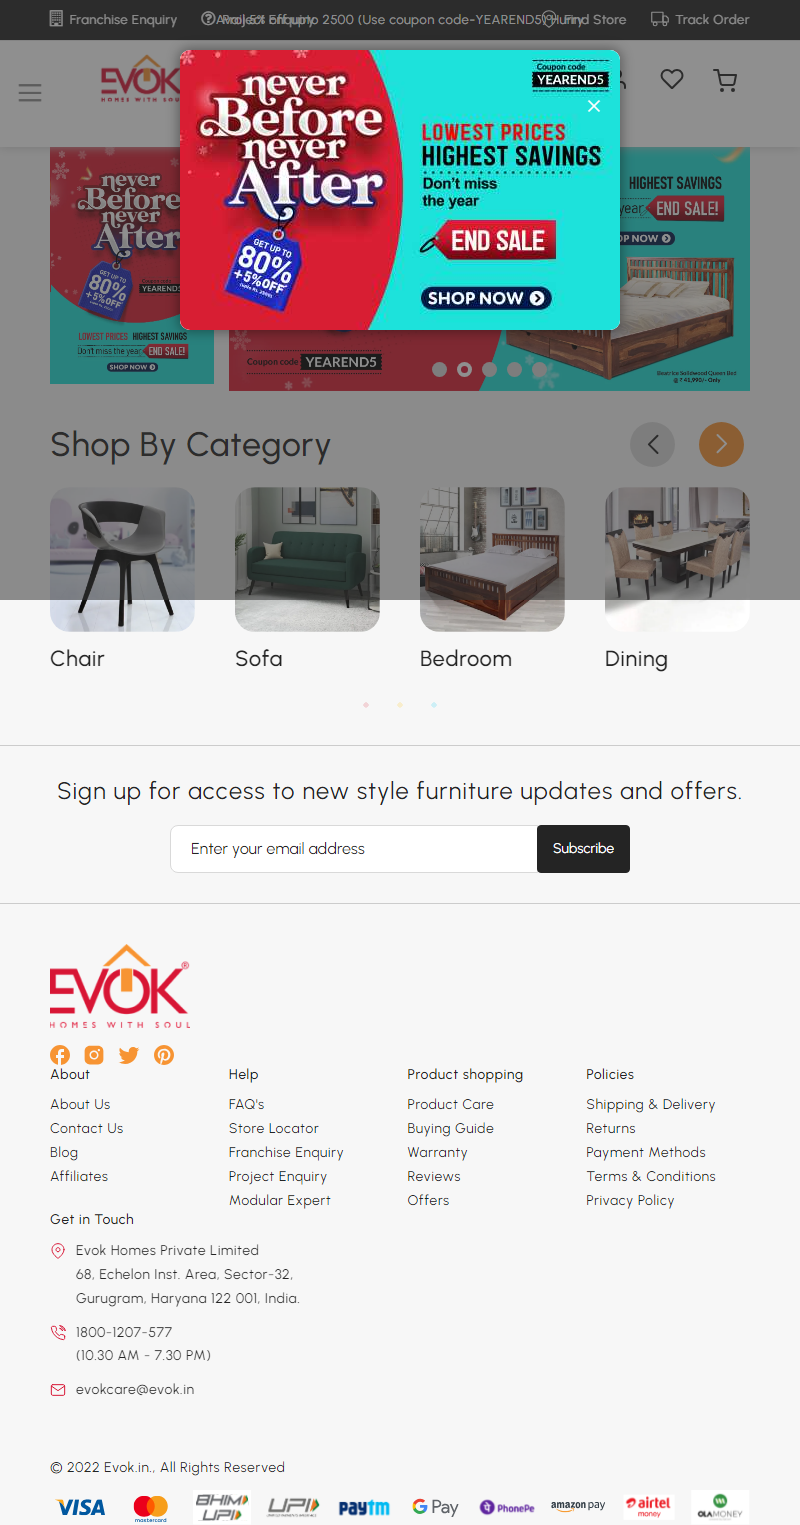 Franchise Enquiry
Project Enquiry
Avail 5% off upto 2500 (Use coupon code-YEAREND5) Hurry
Find Store
Track Order
EVOK
HOMES WITH SOUL
never
Before
never
After
GET UP TO
80%
+5%OFF
Coupon code
YEAREND5
LOWEST PRICES
HIGHEST SAVINGS
Don't miss
the year
END SALE
SHOP NOW
never
Before
never
After
GET UP TO
80%
+5%OFF
YEAREND5
LOWEST PRICES HIGHEST SAVINGS
Don't miss the year END SALE!
SHOP NOW
Coupon code YEAREND5
HIGHEST SAVINGS
year END SALE!
SHOP NOW
Beatrice Solidwood Queen Bed
@ ₹ 41,990/- Only
Shop By Category
Chair
Sofa
Bedroom
Dining
Sign up for access to new style furniture updates and offers.
Enter your email address
Subscribe
EVOK®
HOMES WITH SOUL
About
About Us
Contact Us
Blog
Affiliates
Help
FAQ's
Store Locator
Franchise Enquiry
Project Enquiry
Modular Expert
Product shopping
Product Care
Buying Guide
Warranty
Reviews
Offers
Policies
Shipping & Delivery
Returns
Payment Methods
Terms & Conditions
Privacy Policy
Get in Touch
Evok Homes Private Limited
68, Echelon Inst. Area, Sector-32,
Gurugram, Haryana 122 001, India.
1800-1207-577
(10.30 AM - 7.30 PM)
evokcare@evok.in
© 2022 Evok.in., All Rights Reserved
VISA
mastercard
BHIM
UPI
UPI
paytm
G Pay
PhonePe
amazon pay
airtel
money
OLAMONEY